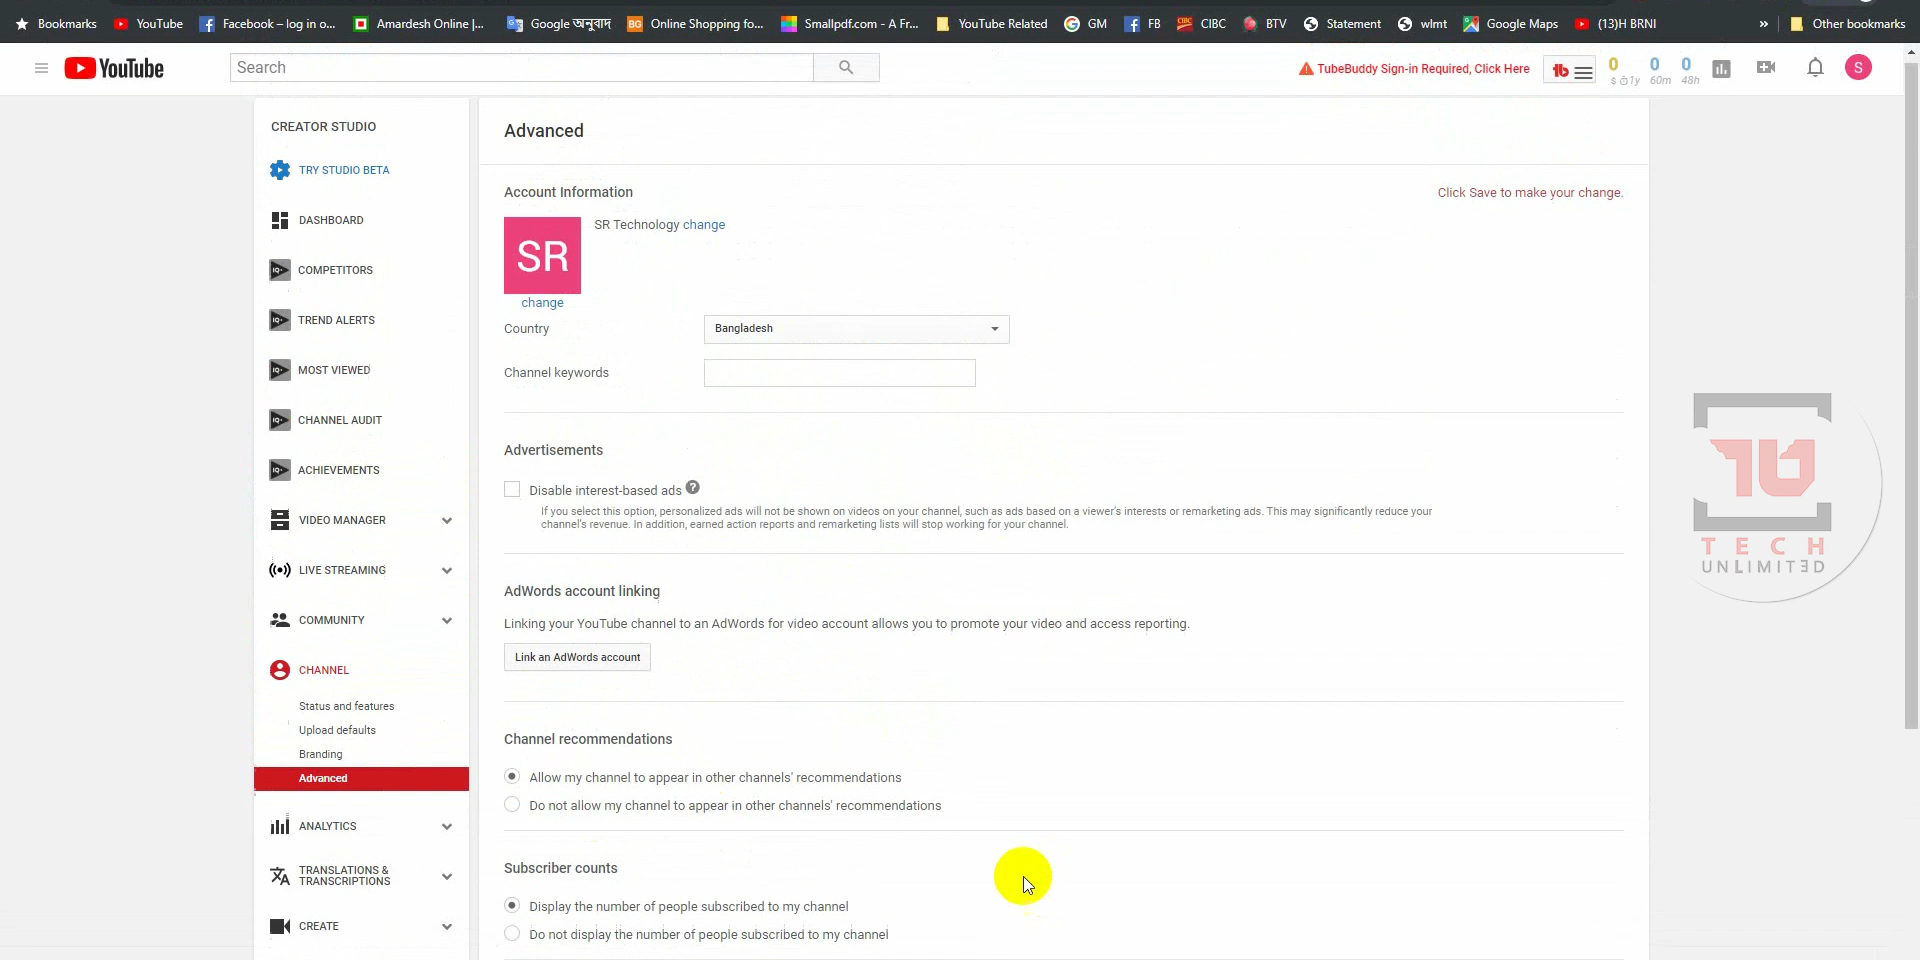 Bookmarks YouTube Facebook – log in o... Amardesh Online |... Google অনুবাদ BG Online Shopping fo... Smallpdf.com - A Fr... YouTube Related GM FB CIBC CIBC BTV Statement wlmt Google Maps (13)H BRNI » Other bookmarks
YouTube Search TubeBuddy Sign-in Required, Click Here 0 0 0 S
$ 1y 60m 48h
CREATOR STUDIO
TRY STUDIO BETA
DASHBOARD
COMPETITORS
TREND ALERTS
MOST VIEWED
CHANNEL AUDIT
ACHIEVEMENTS
VIDEO MANAGER
LIVE STREAMING
COMMUNITY
CHANNEL
Status and features
Upload defaults
Branding
Advanced
ANALYTICS
TRANSLATIONS &
TRANSCRIPTIONS
CREATE
Advanced
Account Information Click Save to make your change.
SR
SR Technology change
change
Country Bangladesh
Channel keywords
Advertisements
Disable interest-based ads ?
If you select this option, personalized ads will not be shown on videos on your channel, such as ads based on a viewer's interests or remarketing ads. This may significantly reduce your
channel's revenue. In addition, earned action reports and remarketing lists will stop working for your channel.
AdWords account linking
Linking your YouTube channel to an AdWords for video account allows you to promote your video and access reporting.
Link an AdWords account
Channel recommendations
Allow my channel to appear in other channels' recommendations
Do not allow my channel to appear in other channels' recommendations
Subscriber counts
Display the number of people subscribed to my channel
Do not display the number of people subscribed to my channel
TECH
UNLIMITED